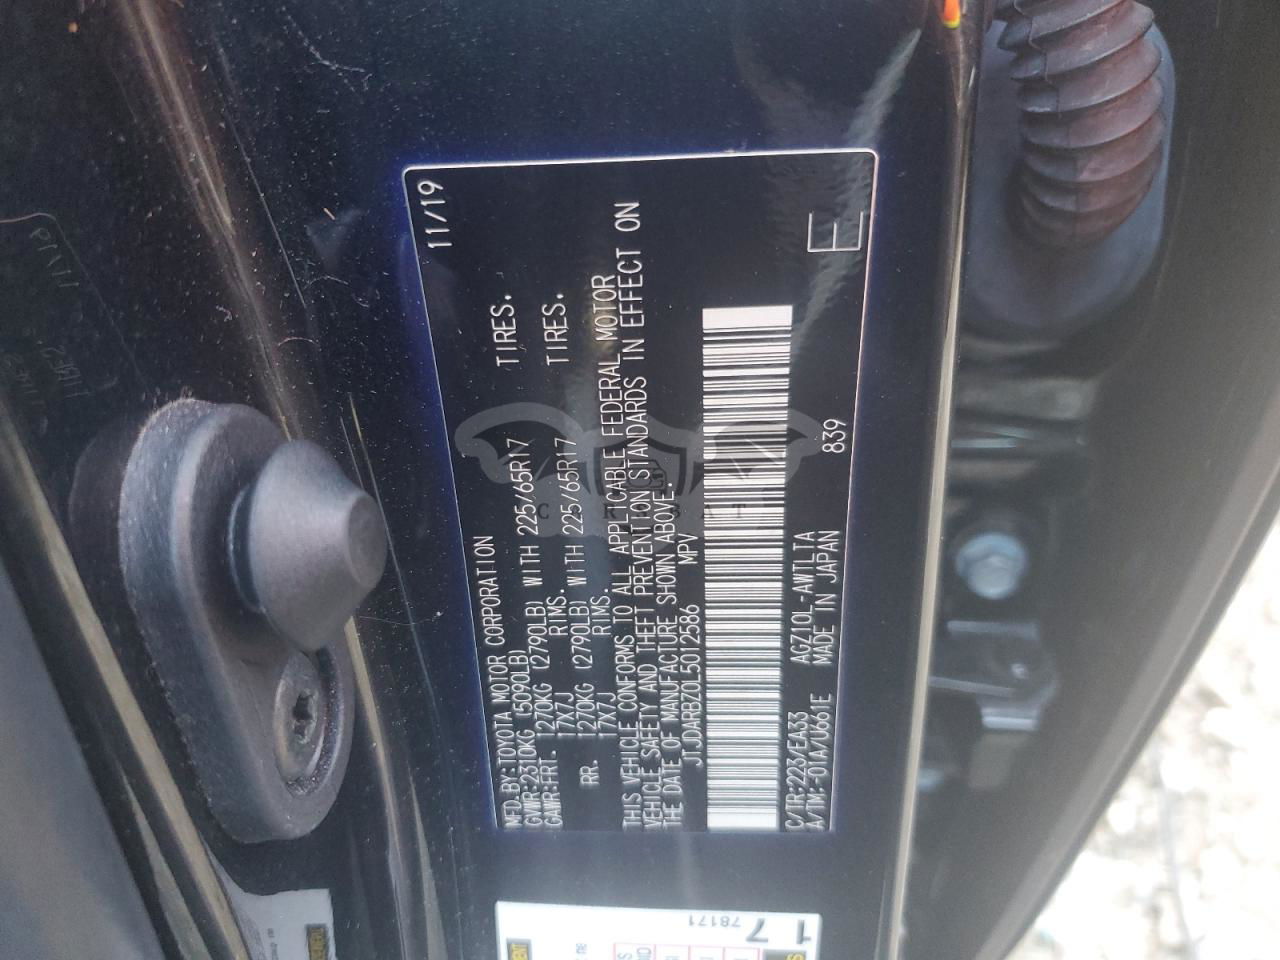 MFD.BY:TOYOTA MOTOR CORPORATION 11/19
GVWR:2310KG (5090LB)
GAWR:FRT. 1270KG (2790LB) WITH 225/65R17 TIRES.
17X7J RIMS.
RR. 1270KG (2790LB) WITH 225/65R17 TIRES.
17X7J RIMS.
THIS VEHICLE CONFORMS TO ALL APPLICABLE FEDERAL MOTOR
VEHICLE SAFETY AND THEFT PREVENTION STANDARDS IN EFFECT ON
THE DATE OF MANUFACTURE SHOWN ABOVE.
JTJDARBZ0L5012586 MPV
C/TR:223/EA33 AGZ10L-AWTLTA 839
A/TM:-01A/U661E MADE IN JAPAN
E
17
78171